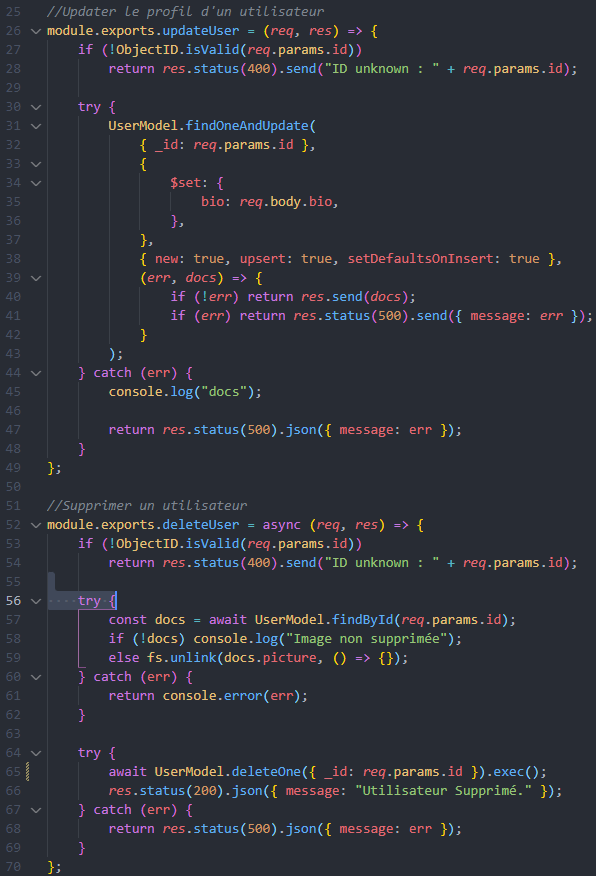 25 //Updater le profil d'un utilisateur
26 module.exports.updateUser = (req, res) => {
27 if (!ObjectID.isValid(req.params.id))
28 return res.status(400).send("ID unknown : " + req.params.id);
29
30 try {
31 UserModel.findOneAndUpdate(
32 { _id: req.params.id },
33 {
34 $set: {
35 bio: req.body.bio,
36 },
37 },
38 { new: true, upsert: true, setDefaultsOnInsert: true },
39 (err, docs) => {
40 if (!err) return res.send(docs);
41 if (err) return res.status(500).send({ message: err });
42 }
43 );
44 } catch (err) {
45 console.log("docs");
46
47 return res.status(500).json({ message: err });
48 }
49 };
50
51 //Supprimer un utilisateur
52 module.exports.deleteUser = async (req, res) => {
53 if (!ObjectID.isValid(req.params.id))
54 return res.status(400).send("ID unknown : " + req.params.id);
55
56 try {
57 const docs = await UserModel.findById(req.params.id);
58 if (!docs) console.log("Image non supprimée");
59 else fs.unlink(docs.picture, () => {});
60 } catch (err) {
61 return console.error(err);
62 }
63
64 try {
65 await UserModel.deleteOne({ _id: req.params.id }).exec();
66 res.status(200).json({ message: "Utilisateur Supprimé." });
67 } catch (err) {
68 return res.status(500).json({ message: err });
69 }
70 };